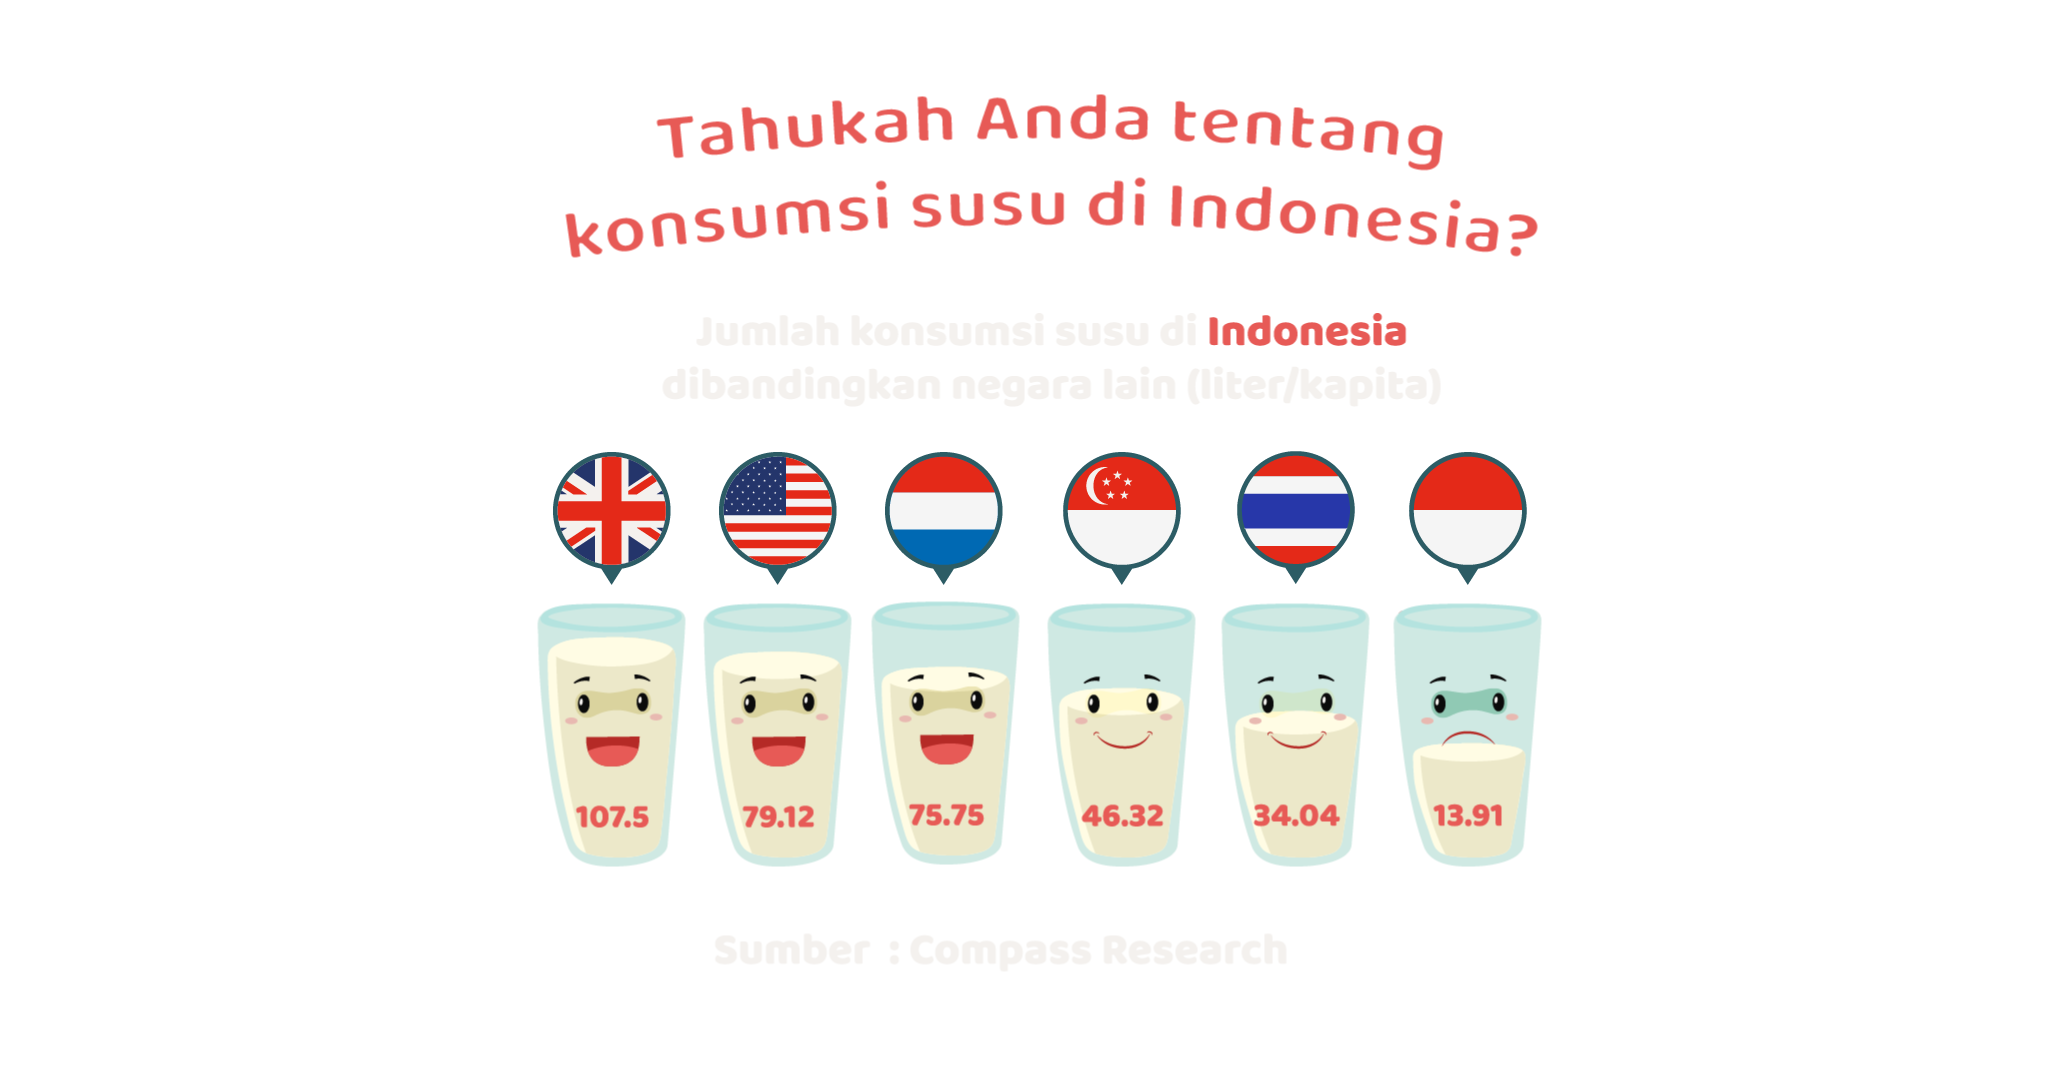 Tahukah Anda tentang
konsumsi susu di Indonesia?
Jumlah konsumsi susu di Indonesia
dibandingkan negara lain (liter/kapita)
107.5 79.12 75.75 46.32 34.04 13.91
Sumber : Compass Research